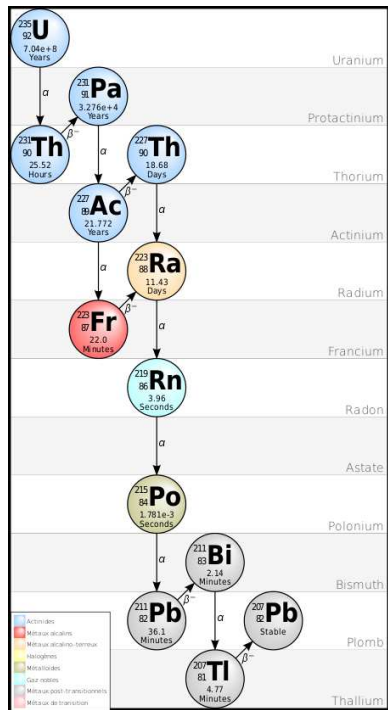 235
92 U
7.04e+8
Years
Uranium
α
231
91 Pa
3.276e+4
Years
β⁻
Protactinium
231
90 Th
25.52
Hours
α
227
90 Th
18.68
Days
β⁻
Thorium
227
89 Ac
21.772
Years
α
Actinium
α
223
88 Ra
11.43
Days
β⁻
Radium
223
87 Fr
22.0
Minutes
α
Francium
219
86 Rn
3.96
Seconds
Radon
α
Astate
215
84 Po
1.781e-3
Seconds
Polonium
α
211
83 Bi
2.14
Minutes
β⁻
Bismuth
211
82 Pb
36.1
Minutes
α
207
82 Pb
Stable
β⁻
Plomb
207
81 Tl
4.77
Minutes
Thallium
Actinides
Métaux alcalins
Métaux alcalino-terreux
Halogènes
Métalloïdes
Gaz nobles
Métaux post-transitionnels
Métaux de transition